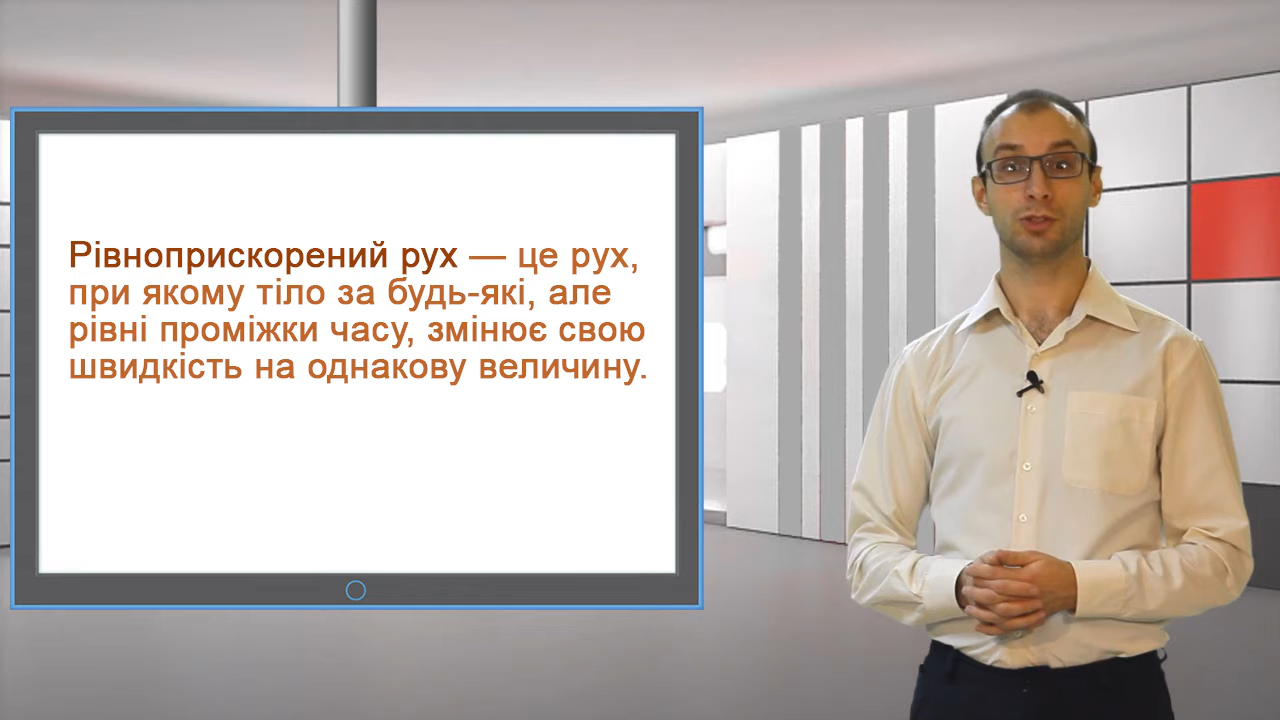 Рівноприскорений рух — це рух,
при якому тіло за будь-які, але
рівні проміжки часу, змінює свою
швидкість на однакову величину.